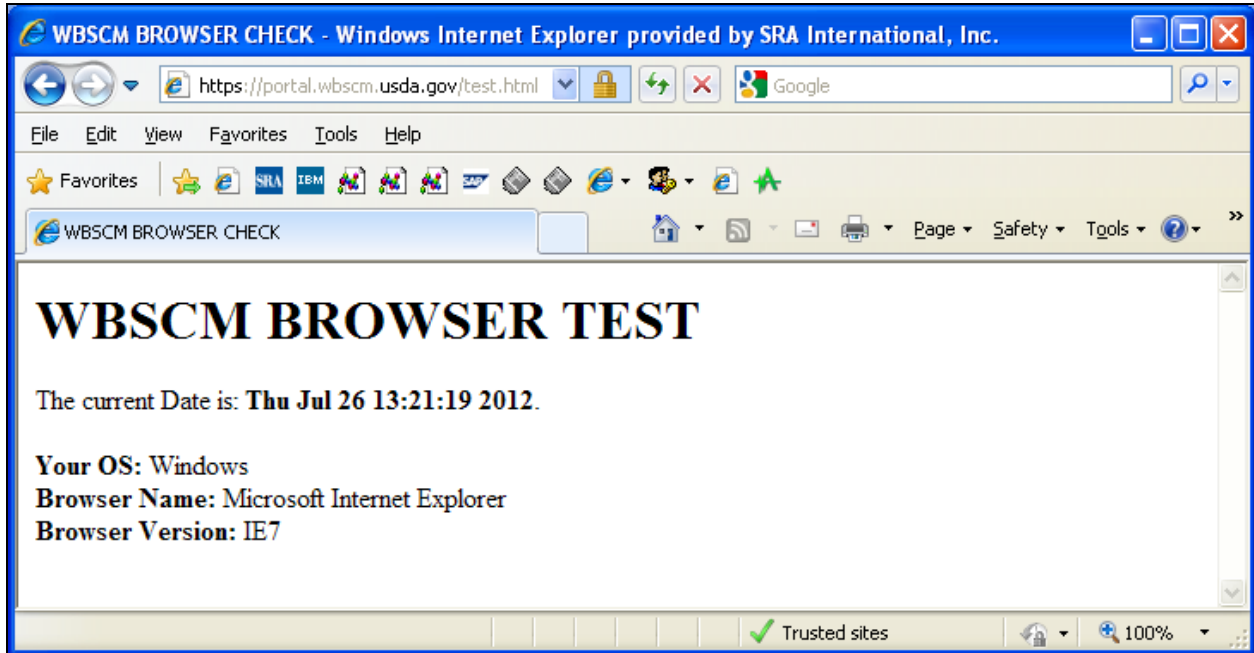 WBSCM BROWSER CHECK - Windows Internet Explorer provided by SRA International, Inc.
https://portal.wbscm.usda.gov/test.html Google
File Edit View Favorites Tools Help
Favorites SRA IBM SAP
WBSCM BROWSER CHECK Page Safety Tools
WBSCM BROWSER TEST
The current Date is: Thu Jul 26 13:21:19 2012.
Your OS: Windows
Browser Name: Microsoft Internet Explorer
Browser Version: IE7
Trusted sites 100%